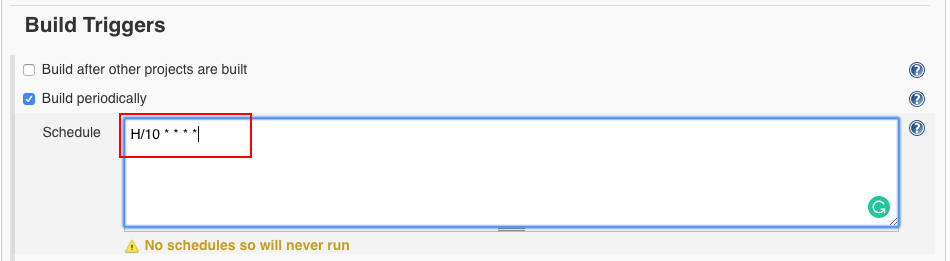 Build Triggers
Build after other projects are built
Build periodically
Schedule H/10 * * * *
No schedules so will never run